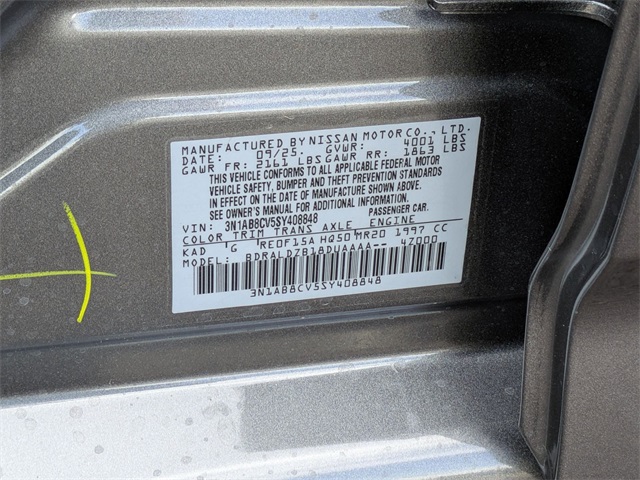 MANUFACTURED BY NISSAN MOTOR CO., LTD.
DATE: 09/25 GVWR: 4001 LBS
GAWR FR: 2161 LBS GAWR RR: 1863 LBS
THIS VEHICLE CONFORMS TO ALL APPLICABLE FEDERAL MOTOR
VEHICLE SAFETY, BUMPER AND THEFT PREVENTION STANDARDS
IN EFFECT ON THE DATE OF MANUFACTURE SHOWN ABOVE.
SEE OWNER'S MANUAL FOR ADDITIONAL INFORMATION.
VIN: 3N1AB8CV5SY408848 PASSENGER CAR.
COLOR TRIM TRANS AXLE ENGINE
KAD G RE0F15A HQ50 MR20 1997 CC
MODEL: BDRALDZB18DUAAAA-- 47000
3N1AB8CV5SY408848